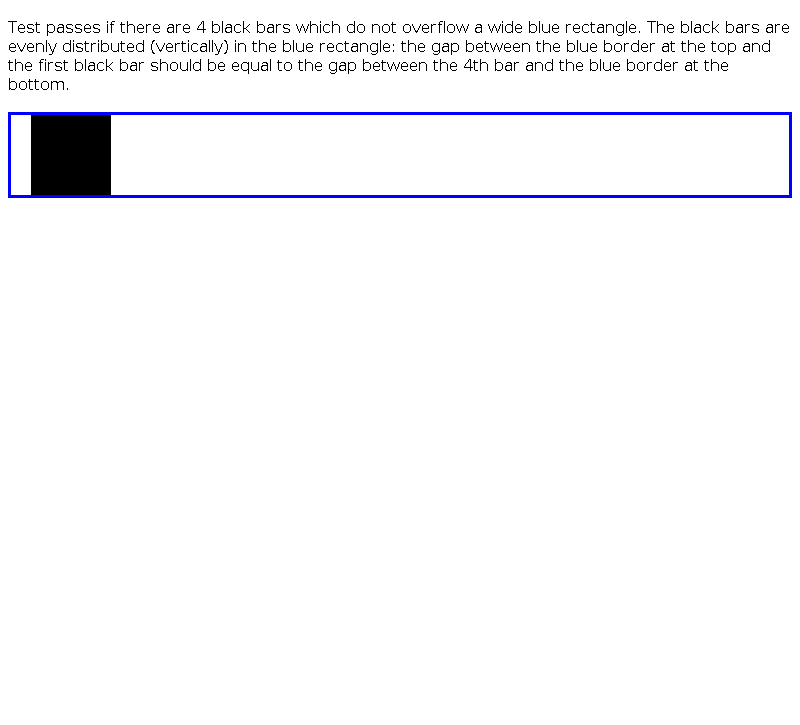 Test passes if there are 4 black bars which do not overflow a wide blue rectangle. The black bars are
evenly distributed (vertically) in the blue rectangle: the gap between the blue border at the top and
the first black bar should be equal to the gap between the 4th bar and the blue border at the
bottom.